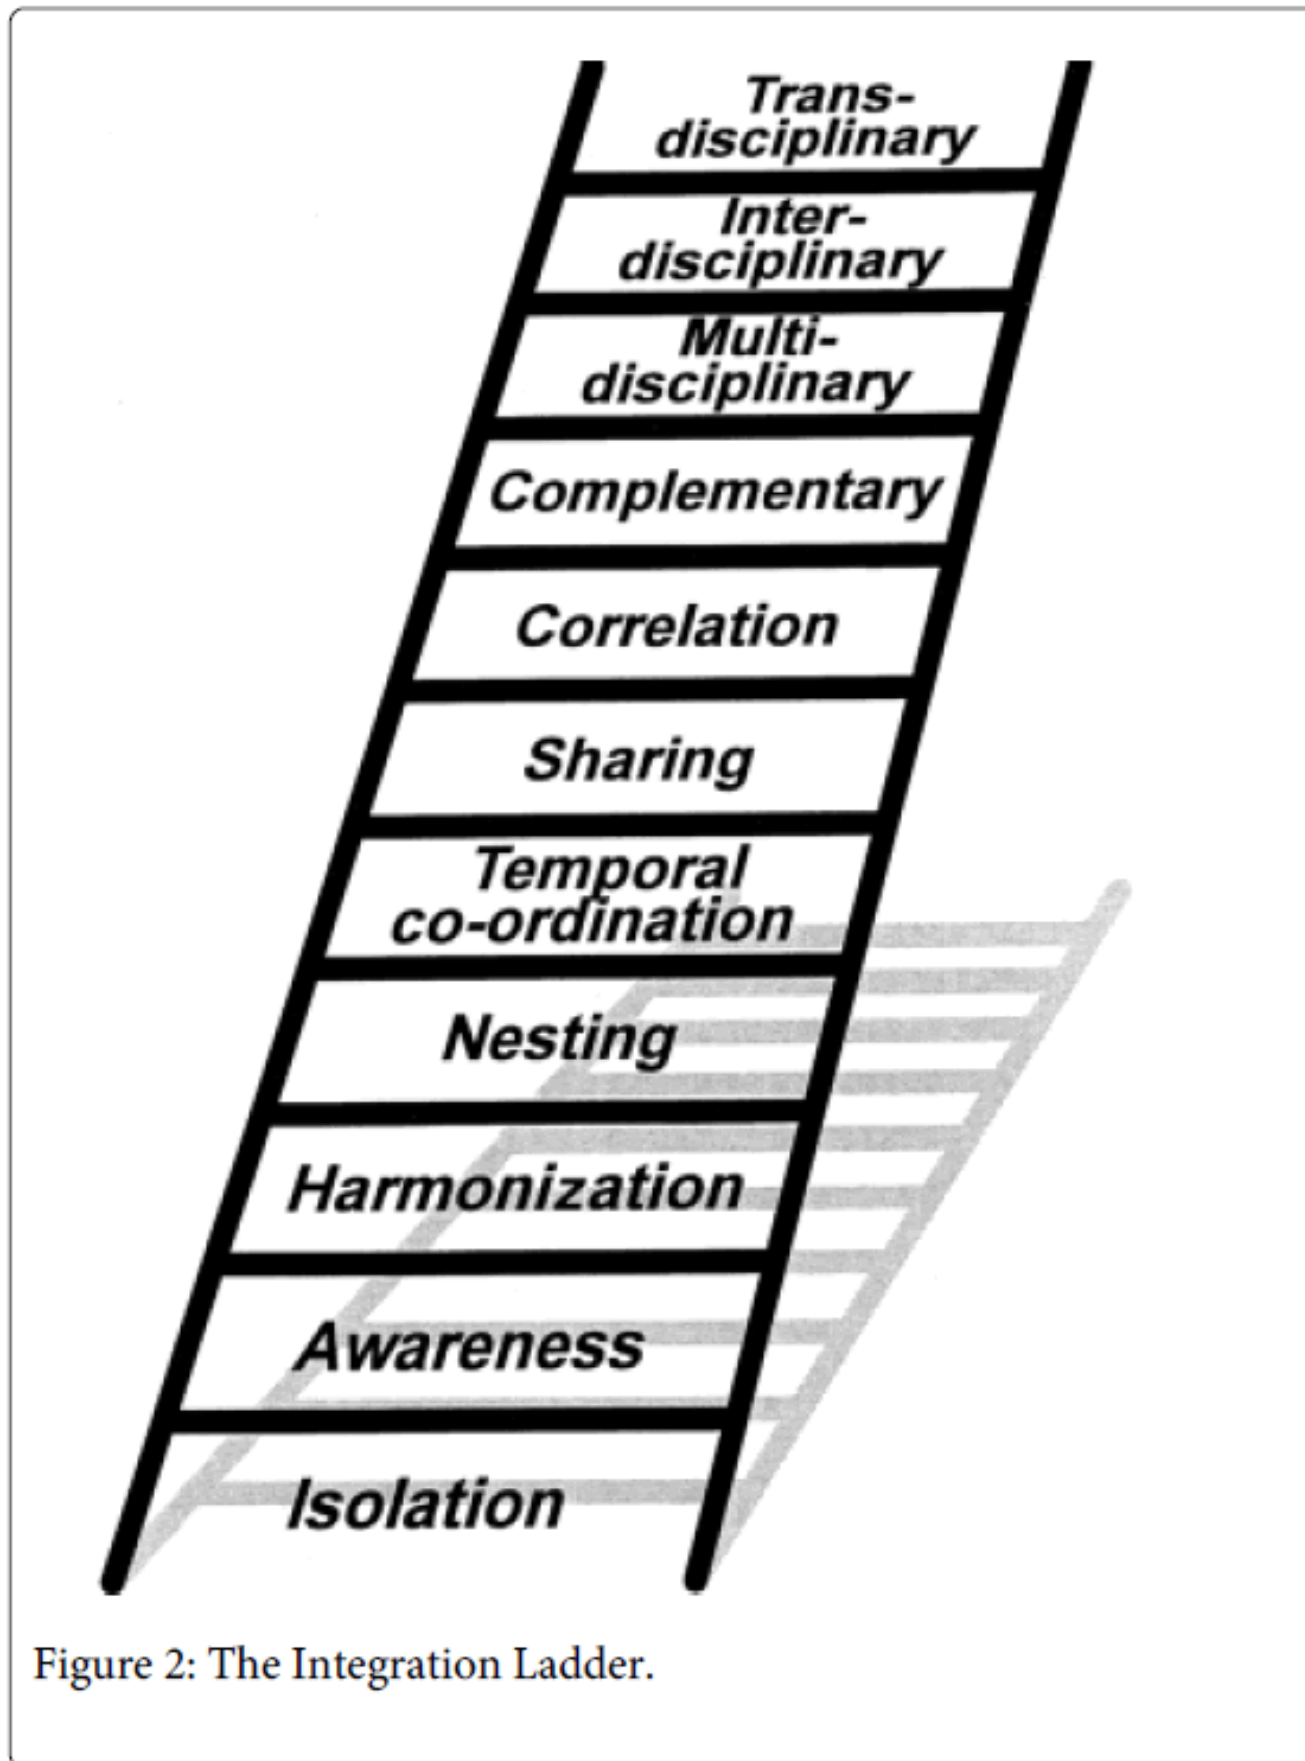 Trans-
disciplinary
Inter-
disciplinary
Multi-
disciplinary
Complementary
Correlation
Sharing
Temporal
co-ordination
Nesting
Harmonization
Awareness
Isolation
Figure 2: The Integration Ladder.